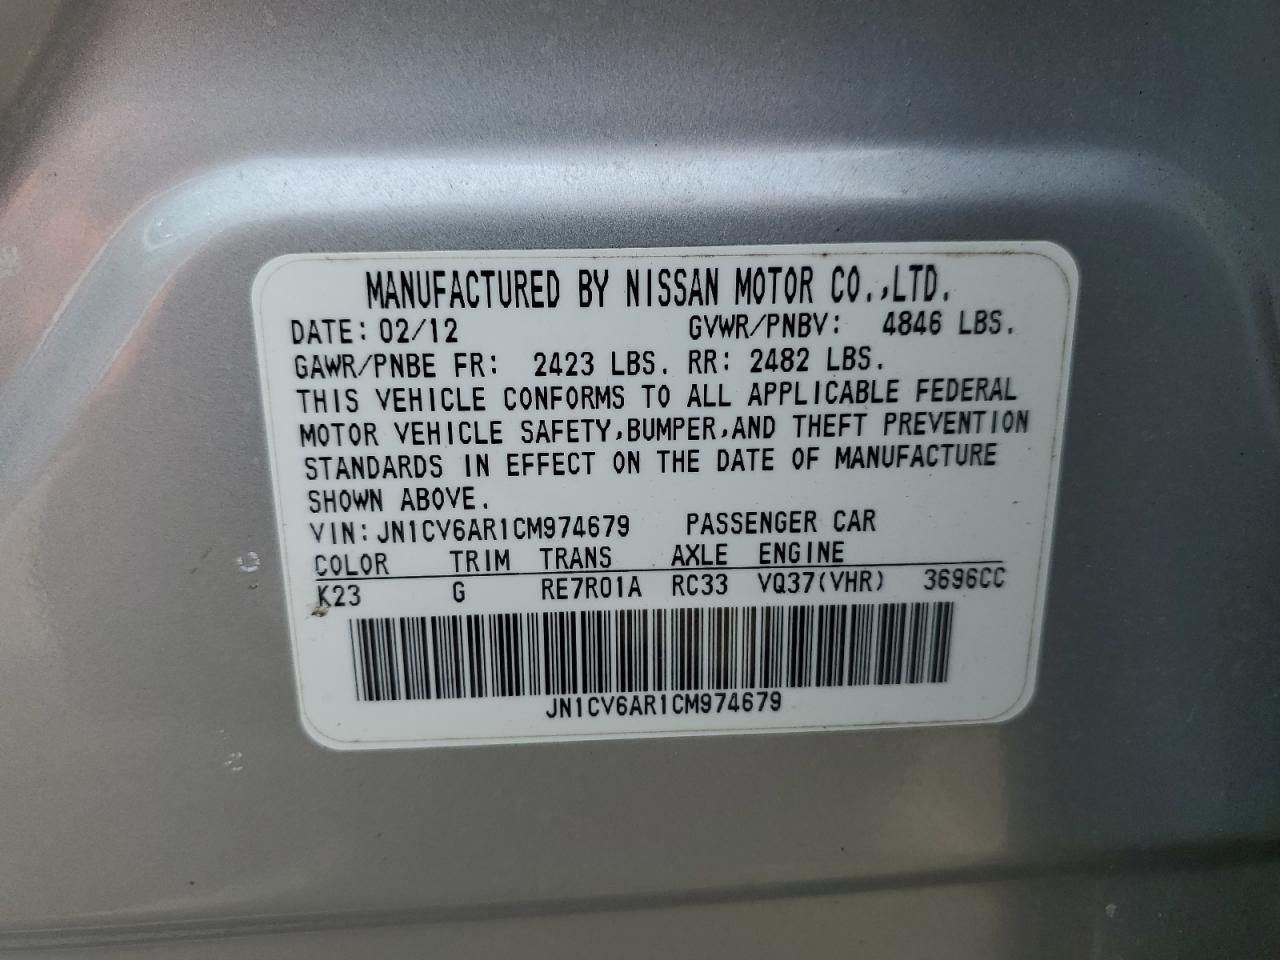 MANUFACTURED BY NISSAN MOTOR CO.,LTD.
DATE: 02/12 GVWR/PNBV: 4846 LBS.
GAWR/PNBE FR: 2423 LBS. RR: 2482 LBS.
THIS VEHICLE CONFORMS TO ALL APPLICABLE FEDERAL
MOTOR VEHICLE SAFETY,BUMPER,AND THEFT PREVENTION
STANDARDS IN EFFECT ON THE DATE OF MANUFACTURE
SHOWN ABOVE.
VIN:JN1CV6AR1CM974679 PASSENGER CAR
COLOR TRIM TRANS AXLE ENGINE
K23 G RE7R01A RC33 VQ37(VHR) 3696CC
JN1CV6AR1CM974679